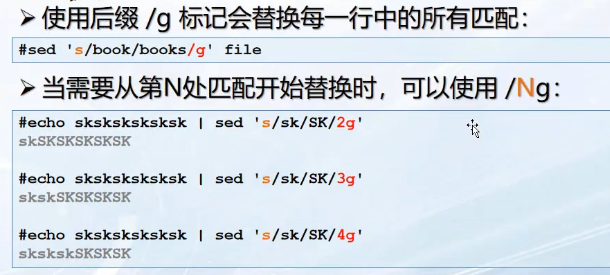 ➢ 使用后缀 /g 标记会替换每一行中的所有匹配：
#sed 's/book/books/g' file
➢ 当需要从第N处匹配开始替换时，可以使用 /Ng：
#echo sksksksksksk | sed 's/sk/SK/2g'
skSKSKSKSKSK
#echo sksksksksksk | sed 's/sk/SK/3g'
skskSKSKSKSK
#echo sksksksksksk | sed 's/sk/SK/4g'
skskskSKSKSK